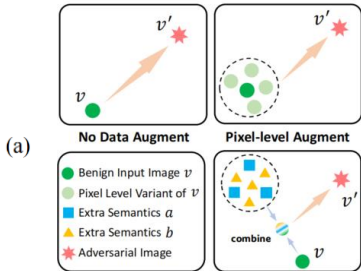 v'
v
No Data Augment
v'
Pixel-level Augment
(a)
Benign Input Image v
Pixel Level Variant of v
Extra Semantics a
Extra Semantics b
Adversarial Image
combine
v'
v